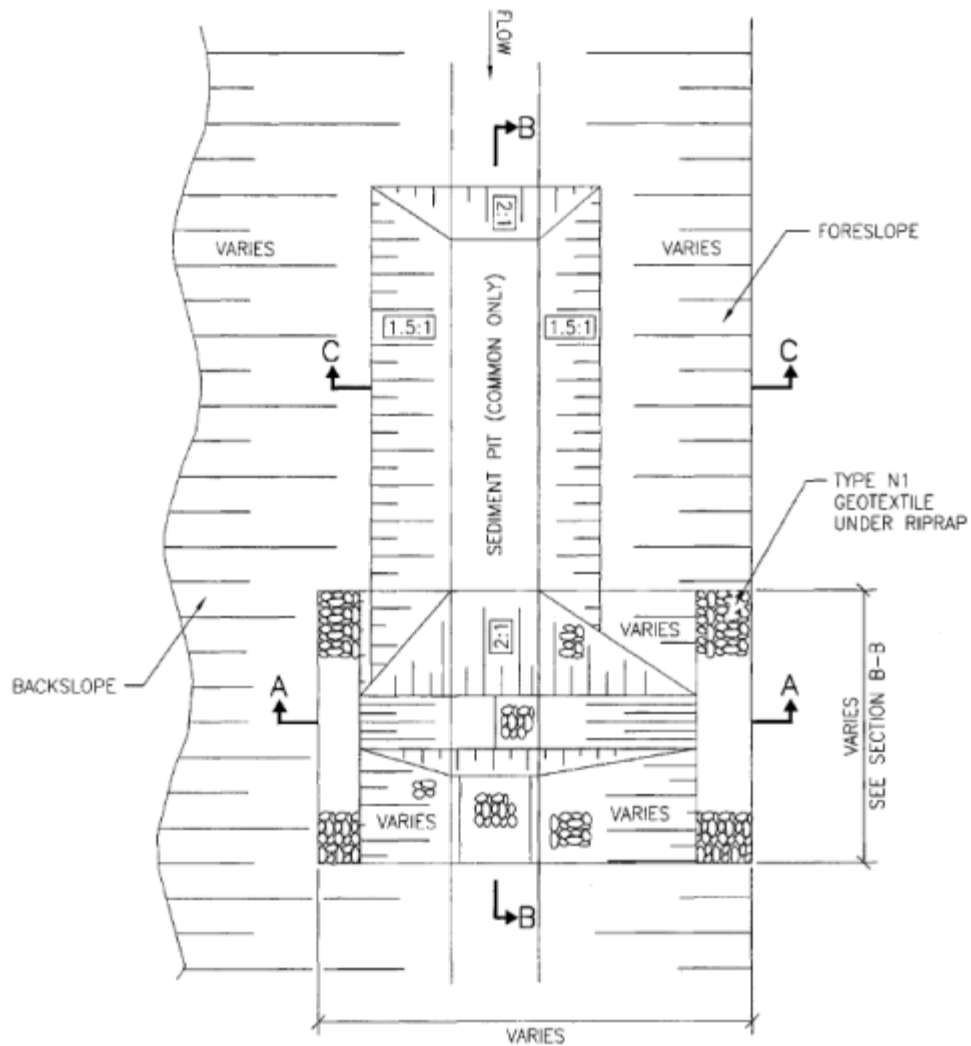 FLOW
B
2:1
FORESLOPE
VARIES
VARIES
1.5:1
1.5:1
C
C
SEDIMENT PIT (COMMON ONLY)
TYPE N1
GEOTEXTILE
UNDER RIPRAP
2:1
VARIES
BACKSLOPE
A
A
VARIES
SEE SECTION B-B
VARIES
VARIES
B
VARIES